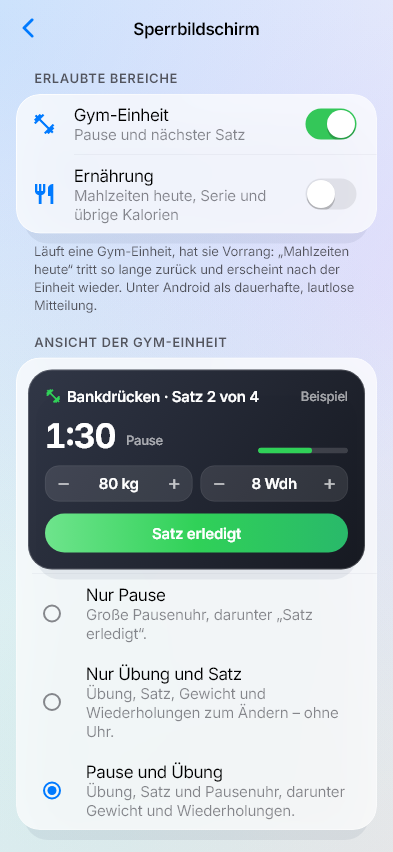 Sperrbildschirm
ERLAUBTE BEREICHE
Gym-Einheit
Pause und nächster Satz
Ernährung
Mahlzeiten heute, Serie und
übrige Kalorien
Läuft eine Gym-Einheit, hat sie Vorrang: „Mahlzeiten
heute“ tritt so lange zurück und erscheint nach der
Einheit wieder. Unter Android als dauerhafte, lautlose
Mitteilung.
ANSICHT DER GYM-EINHEIT
Bankdrücken · Satz 2 von 4 Beispiel
1:30 Pause
− 80 kg + − 8 Wdh +
Satz erledigt
Nur Pause
Große Pausenuhr, darunter „Satz
erledigt“.
Nur Übung und Satz
Übung, Satz, Gewicht und
Wiederholungen zum Ändern – ohne
Uhr.
Pause und Übung
Übung, Satz und Pausenuhr, darunter
Gewicht und Wiederholungen.